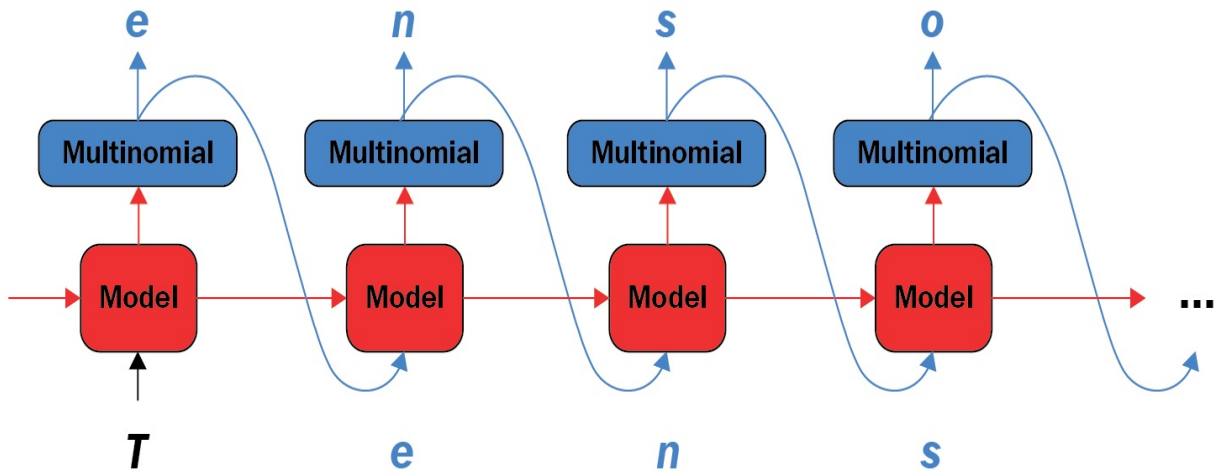 e n s o
Multinomial Multinomial Multinomial Multinomial
Model Model Model Model ...
T e n s